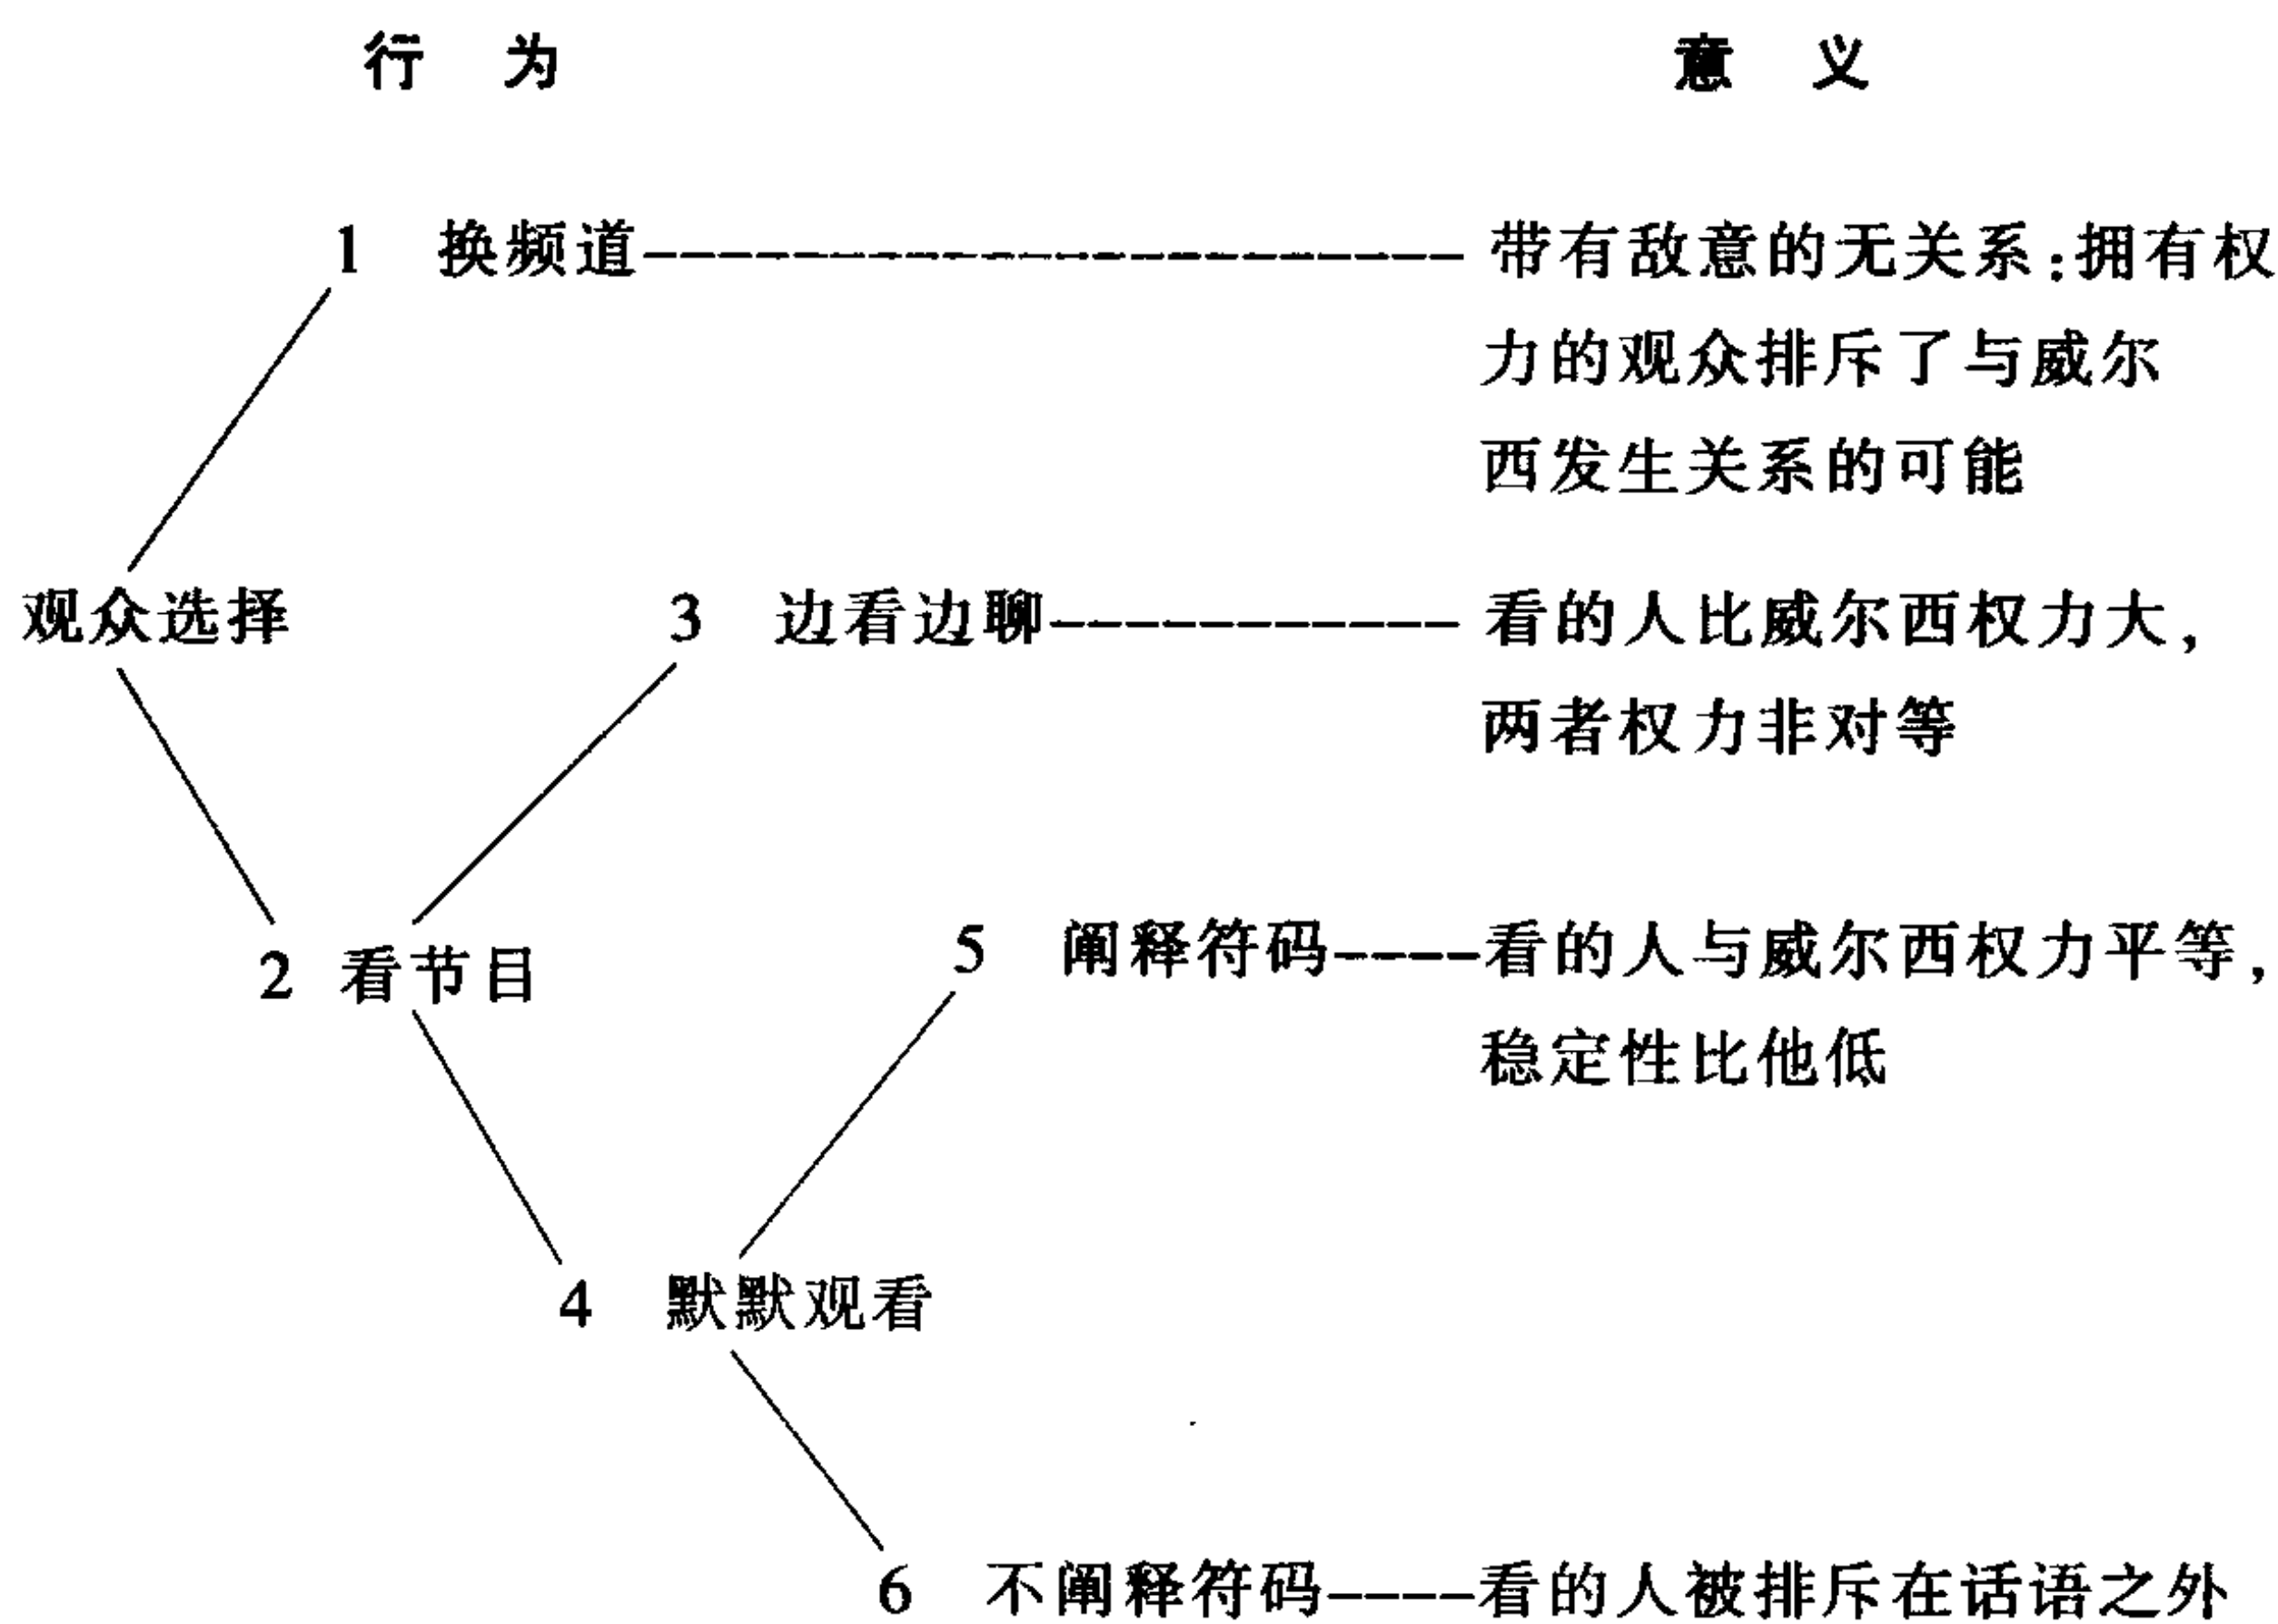 行 为 意 义
1 换频道 带有敌意的无关系:拥有权
力的观众排斥了与威尔
西发生关系的可能
观众选择 3 边看边聊 看的人比威尔西权力大,
两者权力非对等
2 看节目 5 阐释符码 看的人与威尔西权力平等,
稳定性比他低
4 默默观看
6 不阐释符码 看的人被排斥在话语之外